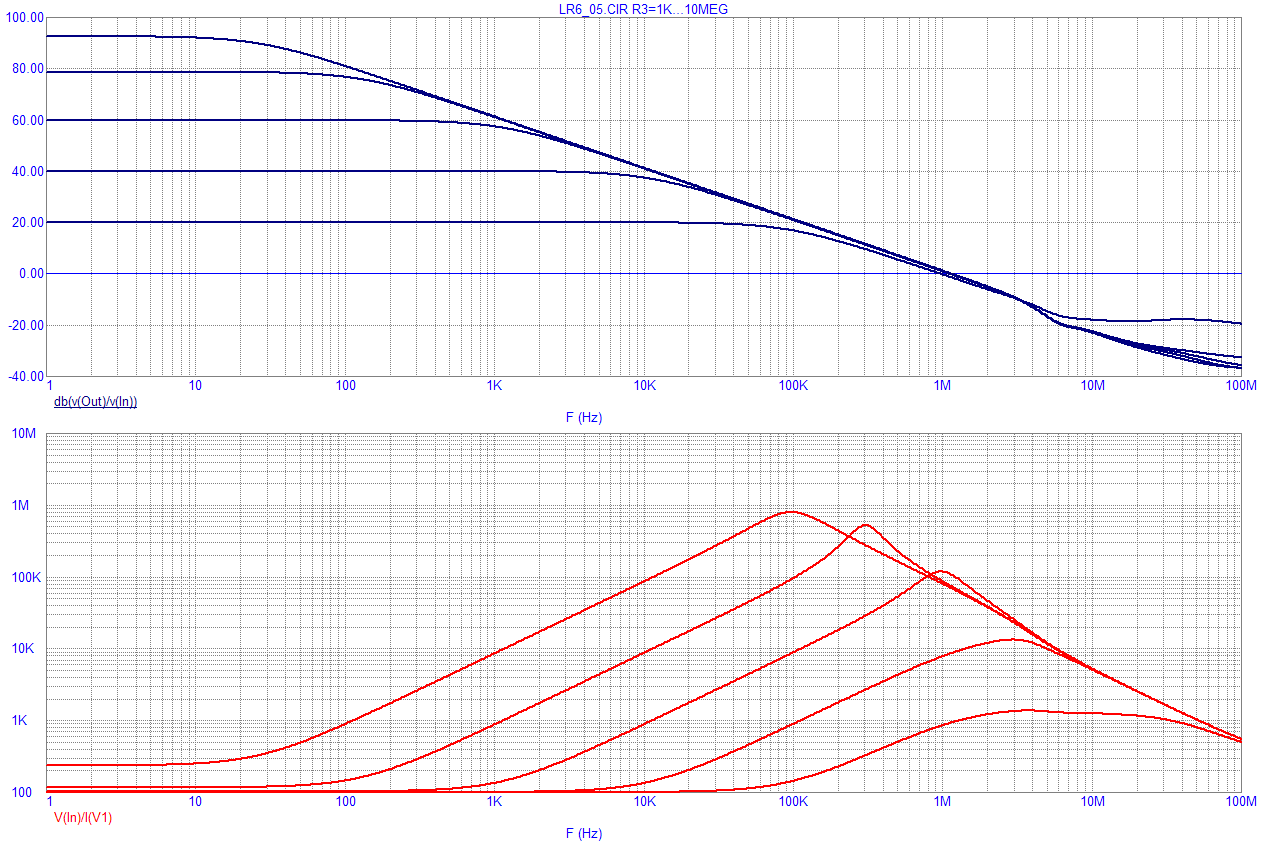 LR6_05.CIR R3=1K...10MEG
100.00
80.00
60.00
40.00
20.00
0.00
-20.00
-40.00
1 10 100 1K 10K 100K 1M 10M 100M
db(v(Out)/v(In))
F (Hz)
10M
1M
100K
10K
1K
100
1 10 100 1K 10K 100K 1M 10M 100M
V(In)/I(V1)
F (Hz)